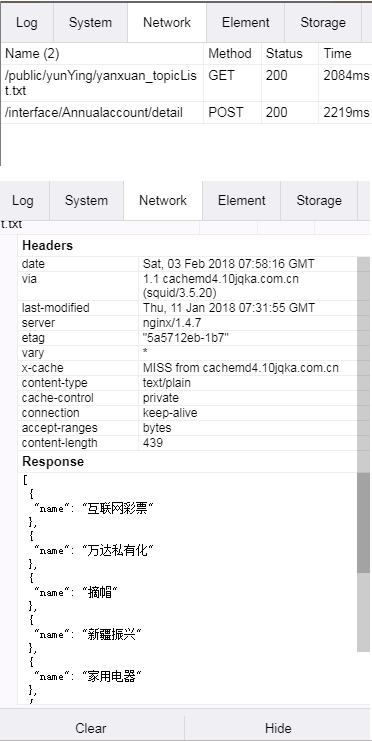 Log System Network Element Storage
Name (2) Method Status Time
/public/yunYing/yanxuan_topicLis GET 200 2084ms
t.txt
/interface/Annualaccount/detail POST 200 2219ms
Log System Network Element Storage
t.txt
Headers
date Sat, 03 Feb 2018 07:58:16 GMT
via 1.1 cachemd4.10jqka.com.cn
(squid/3.5.20)
last-modified Thu, 11 Jan 2018 07:31:55 GMT
server nginx/1.4.7
etag "5a5712eb-1b7"
vary *
x-cache MISS from cachemd4.10jqka.com.cn
content-type text/plain
cache-control private
connection keep-alive
accept-ranges bytes
content-length 439
Response
[
{
"name": "互联网彩票"
},
{
"name": "万达私有化"
},
{
"name": "摘帽"
},
{
"name": "新疆振兴"
},
{
"name": "家用电器"
},
{
Clear Hide